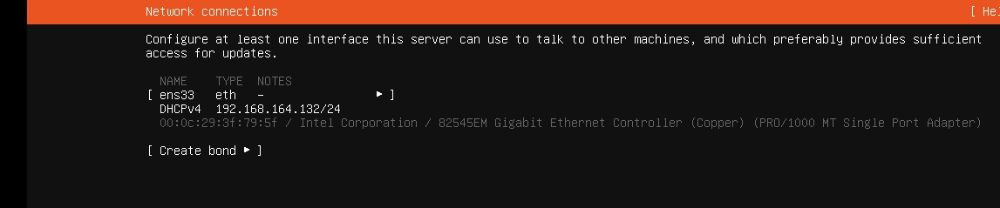 Network connections [ Hel
Configure at least one interface this server can use to talk to other machines, and which preferably provides sufficient
access for updates.
NAME TYPE NOTES
[ ens33 eth – ▸ ]
DHCPv4 192.168.164.132/24
00:0c:29:3f:79:5f / Intel Corporation / 82545EM Gigabit Ethernet Controller (Copper) (PRO/1000 MT Single Port Adapter)
[ Create bond ▸ ]